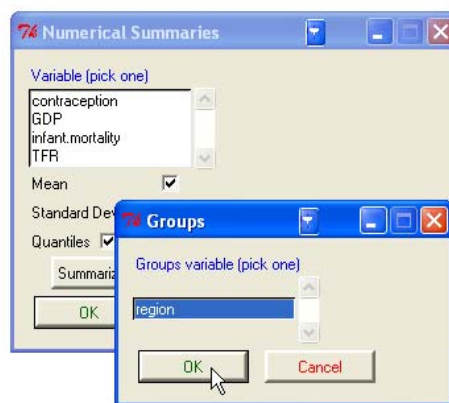 Numerical Summaries
Variable (pick one)
contraception
GDP
infant.mortality
TFR
Mean
Standard Dev
Quantiles
Summariz
OK
Groups
Groups variable (pick one)
region
OK Cancel